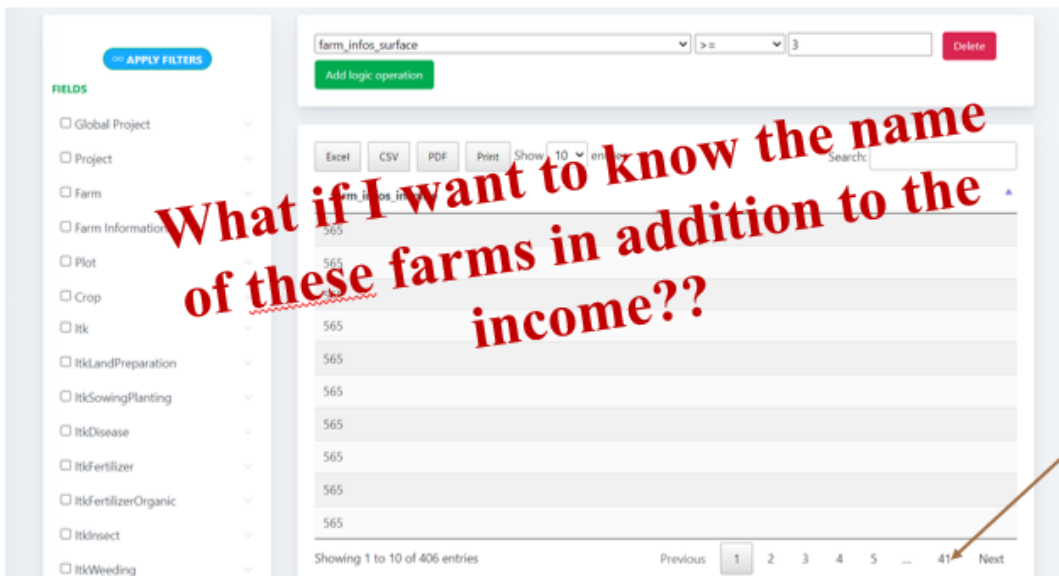 ∞ APPLY FILTERS
FIELDS
Global Project
Project
Farm
Farm Information
Plot
Crop
Itk
ItkLandPreparation
ItkSowingPlanting
ItkDisease
ItkFertilizer
ItkFertilizerOrganic
ItkInsect
ItkWeeding
farm_infos_surface >= 3 Delete
Add logic operation
Excel CSV PDF Print Show 10 entries Search:
What if I want to know the name
of these farms in addition to the
income??
565
565
565
565
565
565
565
565
565
Showing 1 to 10 of 406 entries Previous 1 2 3 4 5 ... 41 Next